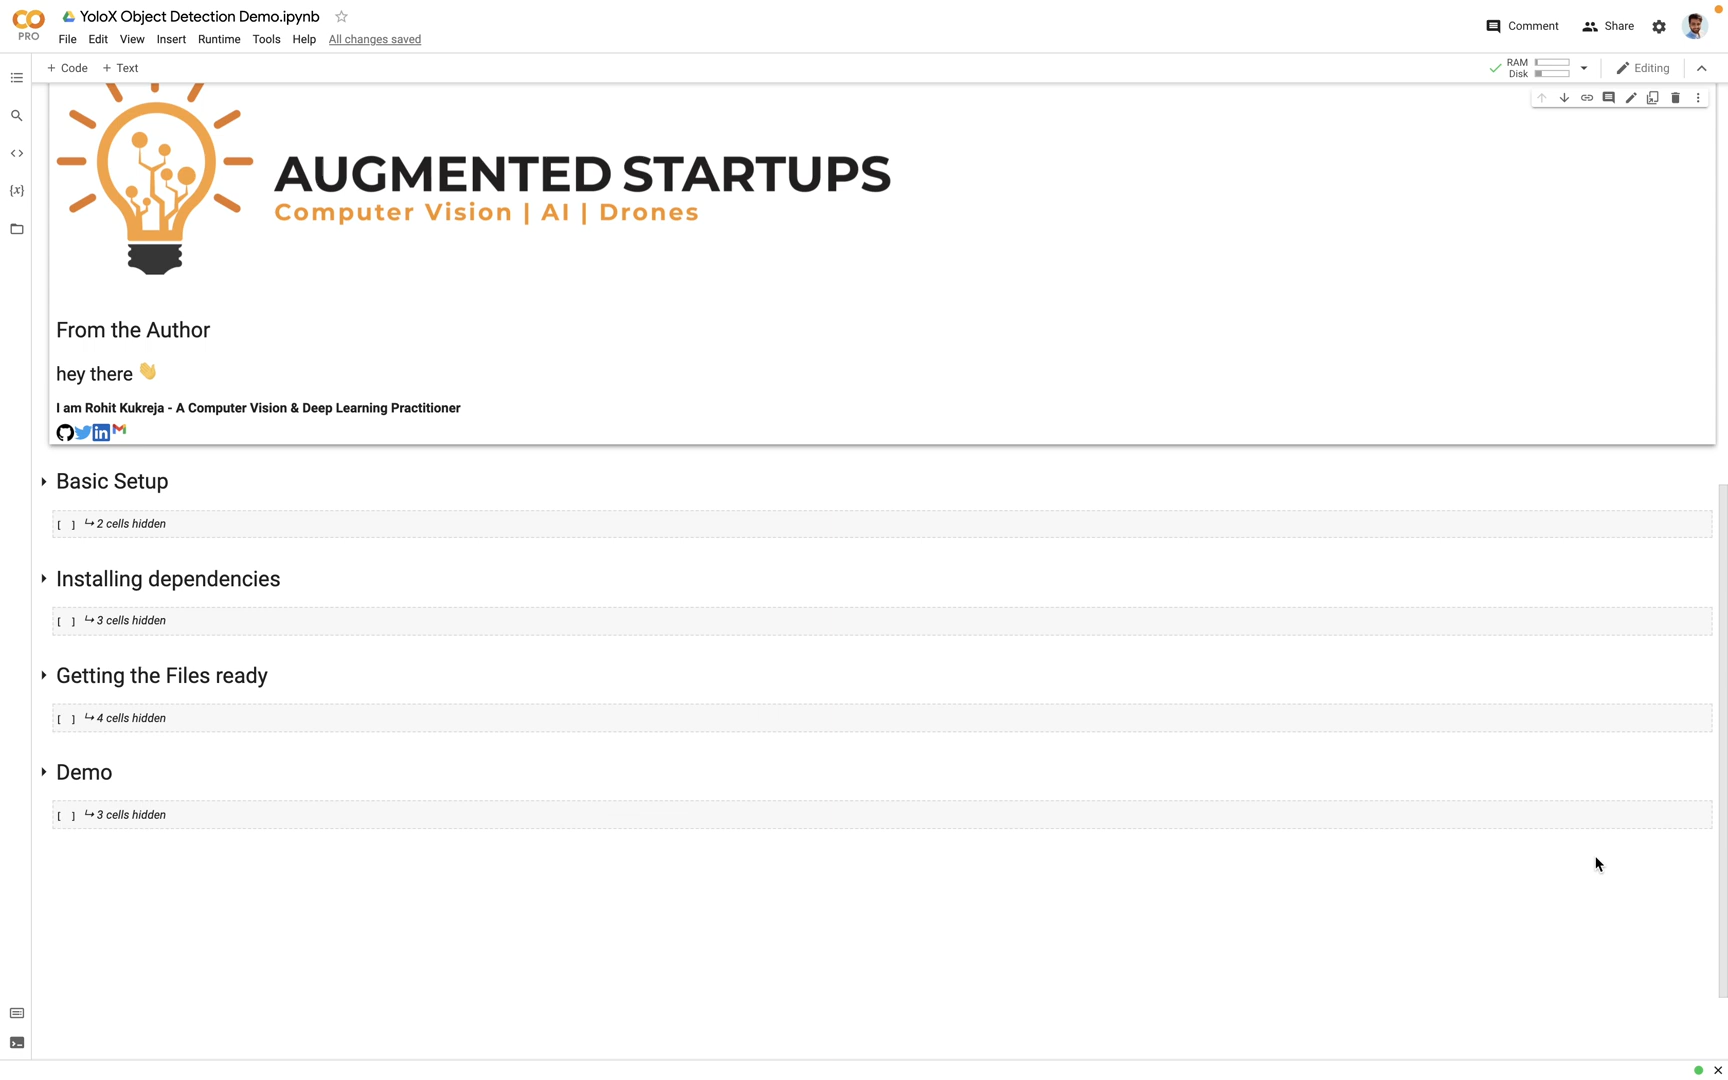 CO
PRO
YoloX Object Detection Demo.ipynb
File Edit View Insert Runtime Tools Help All changes saved
Comment
Share
+ Code + Text
RAM
Disk
Editing
{x}
AUGMENTED STARTUPS
Computer Vision | AI | Drones
From the Author
hey there 👋
I am Rohit Kukreja - A Computer Vision & Deep Learning Practitioner
in
Basic Setup
[ ] ↳ 2 cells hidden
Installing dependencies
[ ] ↳ 3 cells hidden
Getting the Files ready
[ ] ↳ 4 cells hidden
Demo
[ ] ↳ 3 cells hidden